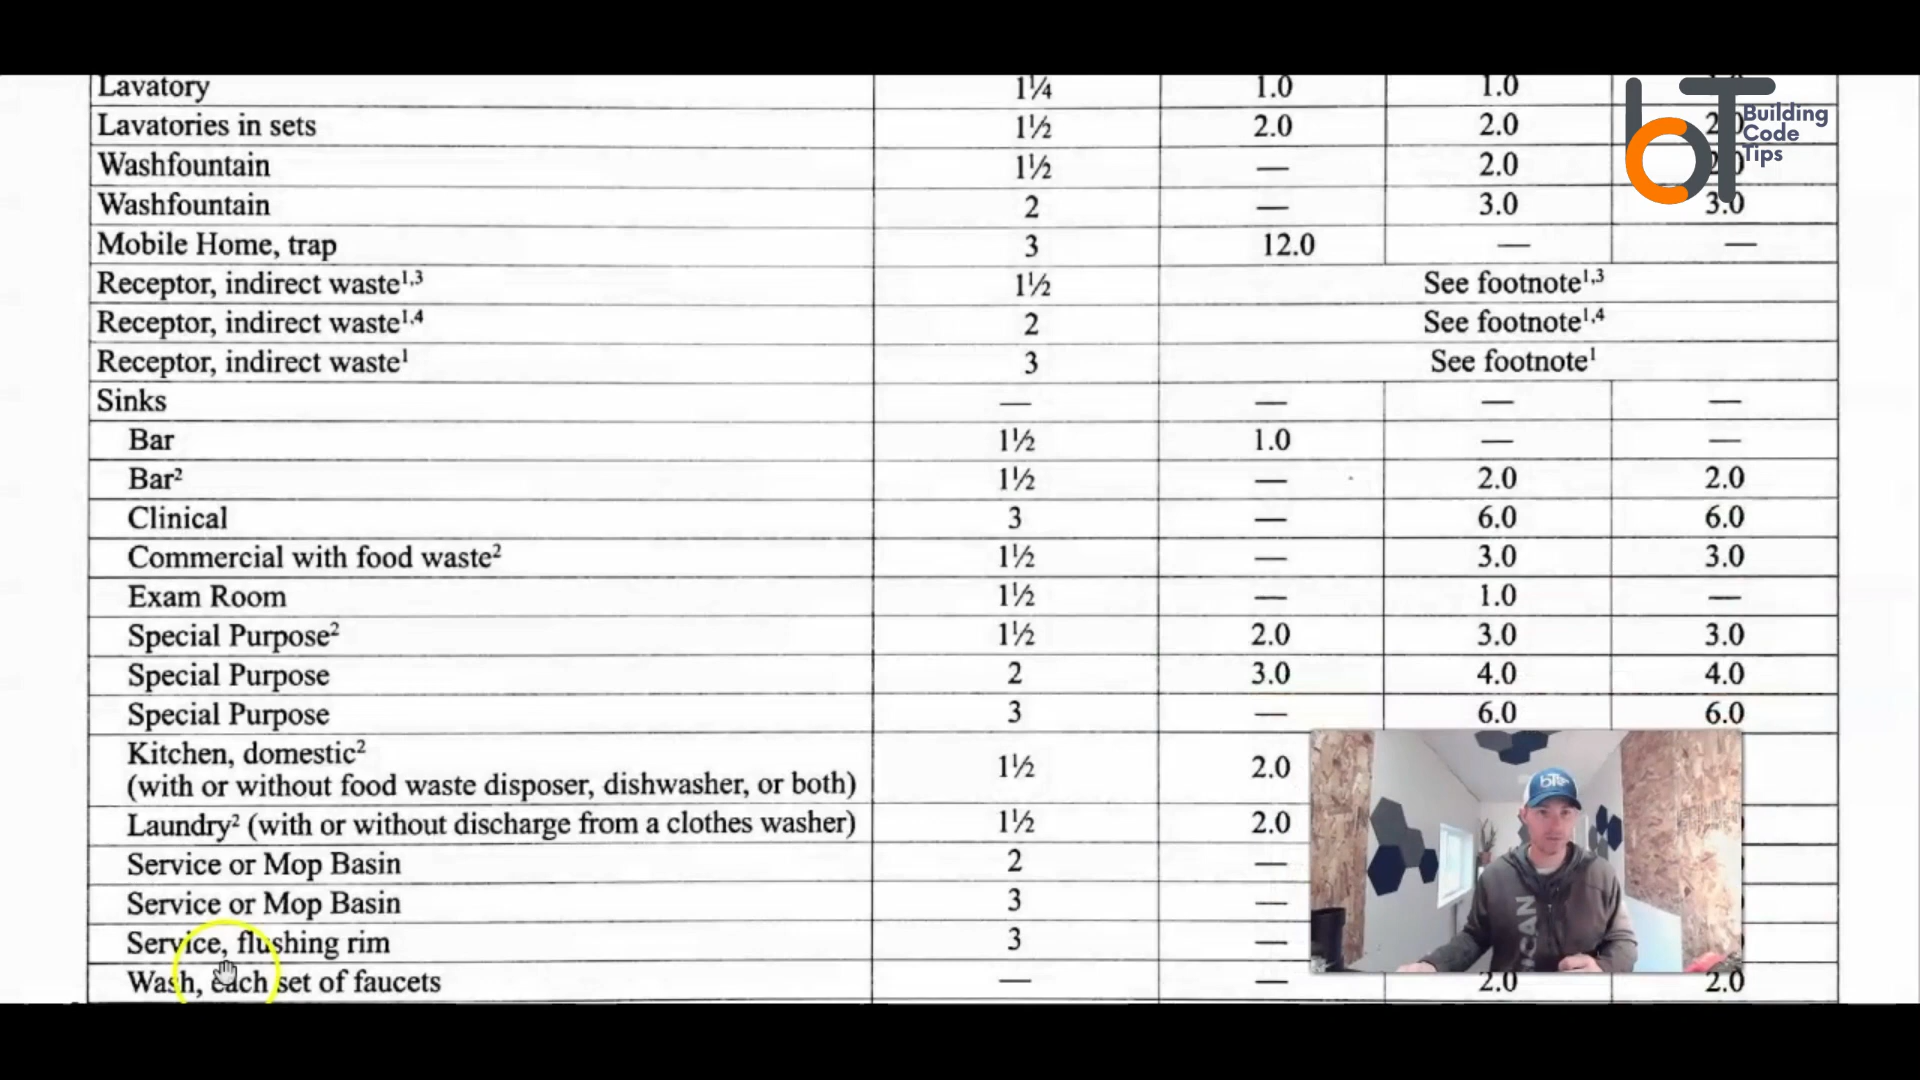 Lavatory 1¼ 1.0 1.0
Lavatories in sets 1½ 2.0 2.0
Washfountain 1½ — 2.0
Washfountain 2 — 3.0 3.0
Mobile Home, trap 3 12.0 — —
Receptor, indirect waste¹,³ 1½ See footnote¹,³
Receptor, indirect waste¹,⁴ 2 See footnote¹,⁴
Receptor, indirect waste¹ 3 See footnote¹
Sinks — — — —
Bar 1½ 1.0 — —
Bar² 1½ — 2.0 2.0
Clinical 3 — 6.0 6.0
Commercial with food waste² 1½ — 3.0 3.0
Exam Room 1½ — 1.0 —
Special Purpose² 1½ 2.0 3.0 3.0
Special Purpose 2 3.0 4.0 4.0
Special Purpose 3 — 6.0 6.0
Kitchen, domestic²
(with or without food waste disposer, dishwasher, or both) 1½ 2.0
Laundry² (with or without discharge from a clothes washer) 1½ 2.0
Service or Mop Basin 2 —
Service or Mop Basin 3 —
Service, flushing rim 3 —
Wash, each set of faucets — — 2.0 2.0
bT
Building
Code
Tips
bTc